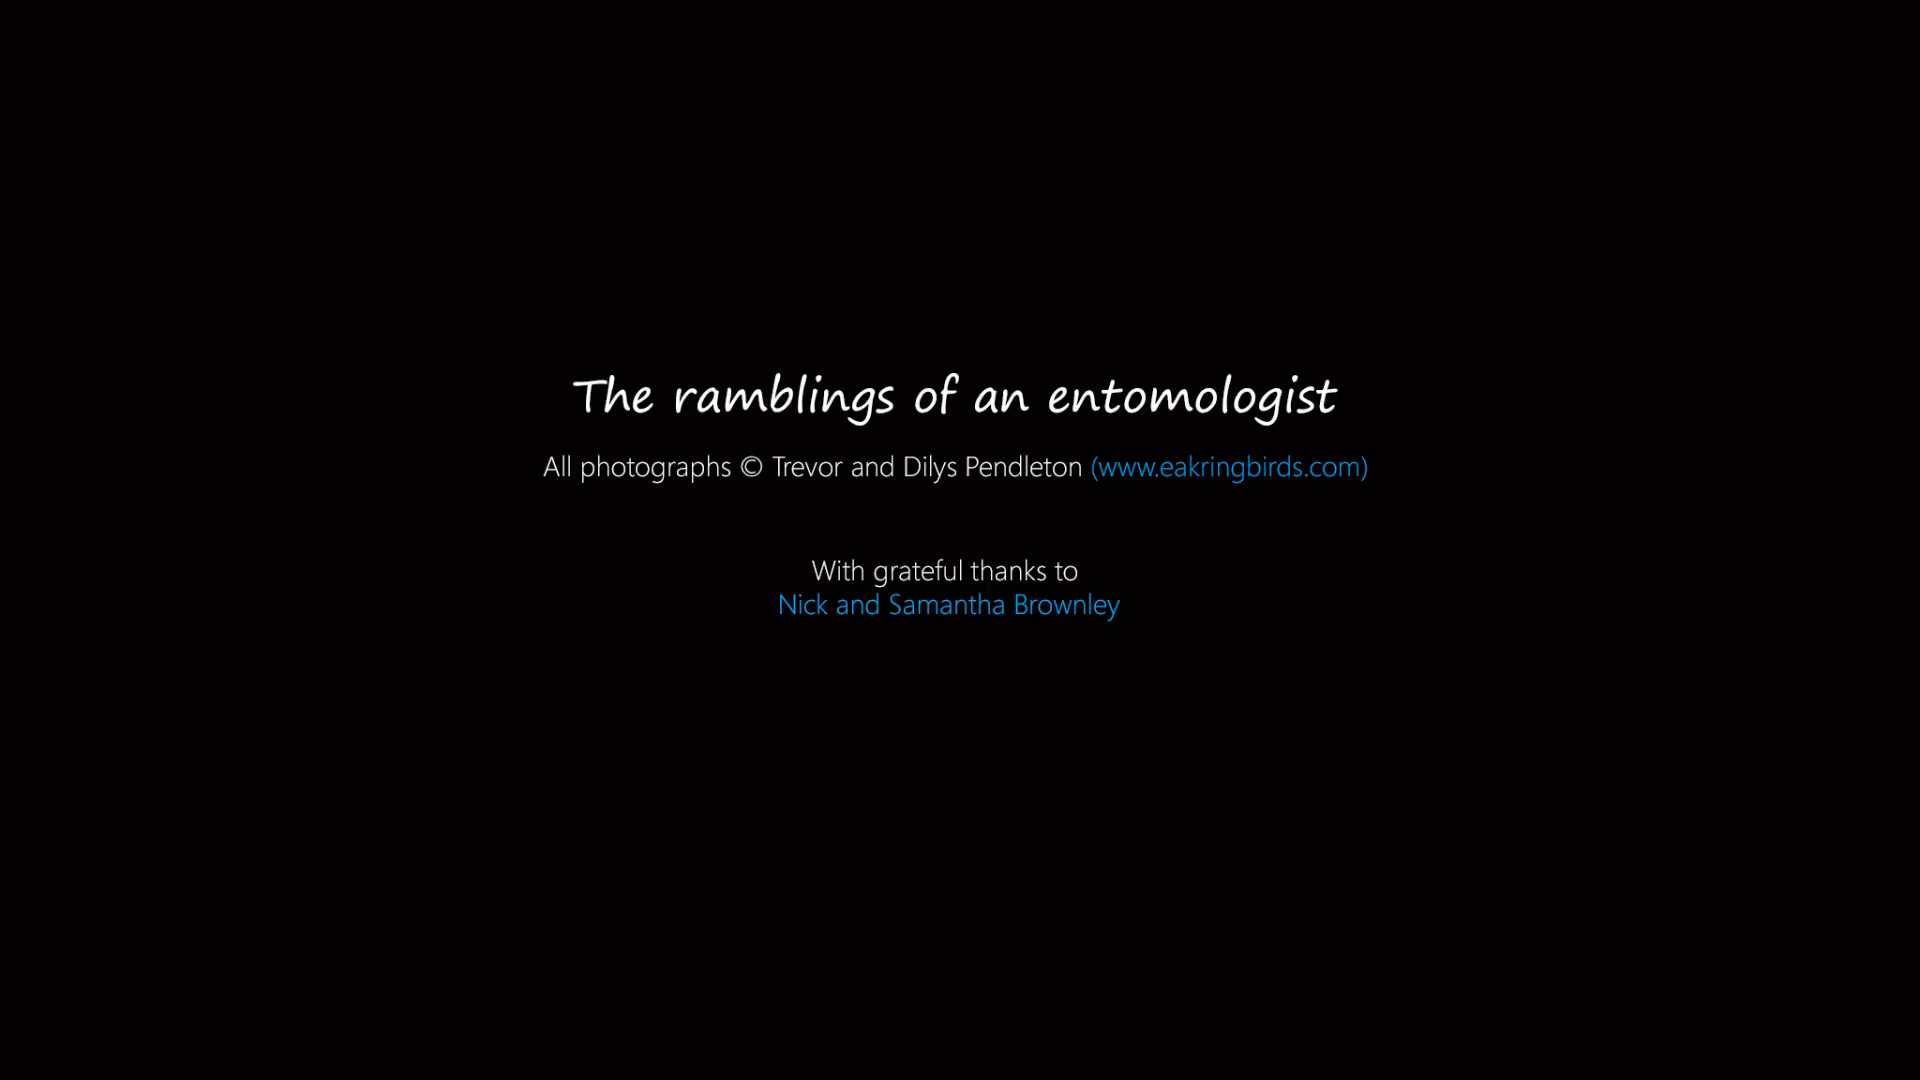 The ramblings of an entomologist
All photographs © Trevor and Dilys Pendleton (www.eakringbirds.com)
With grateful thanks to
Nick and Samantha Brownley